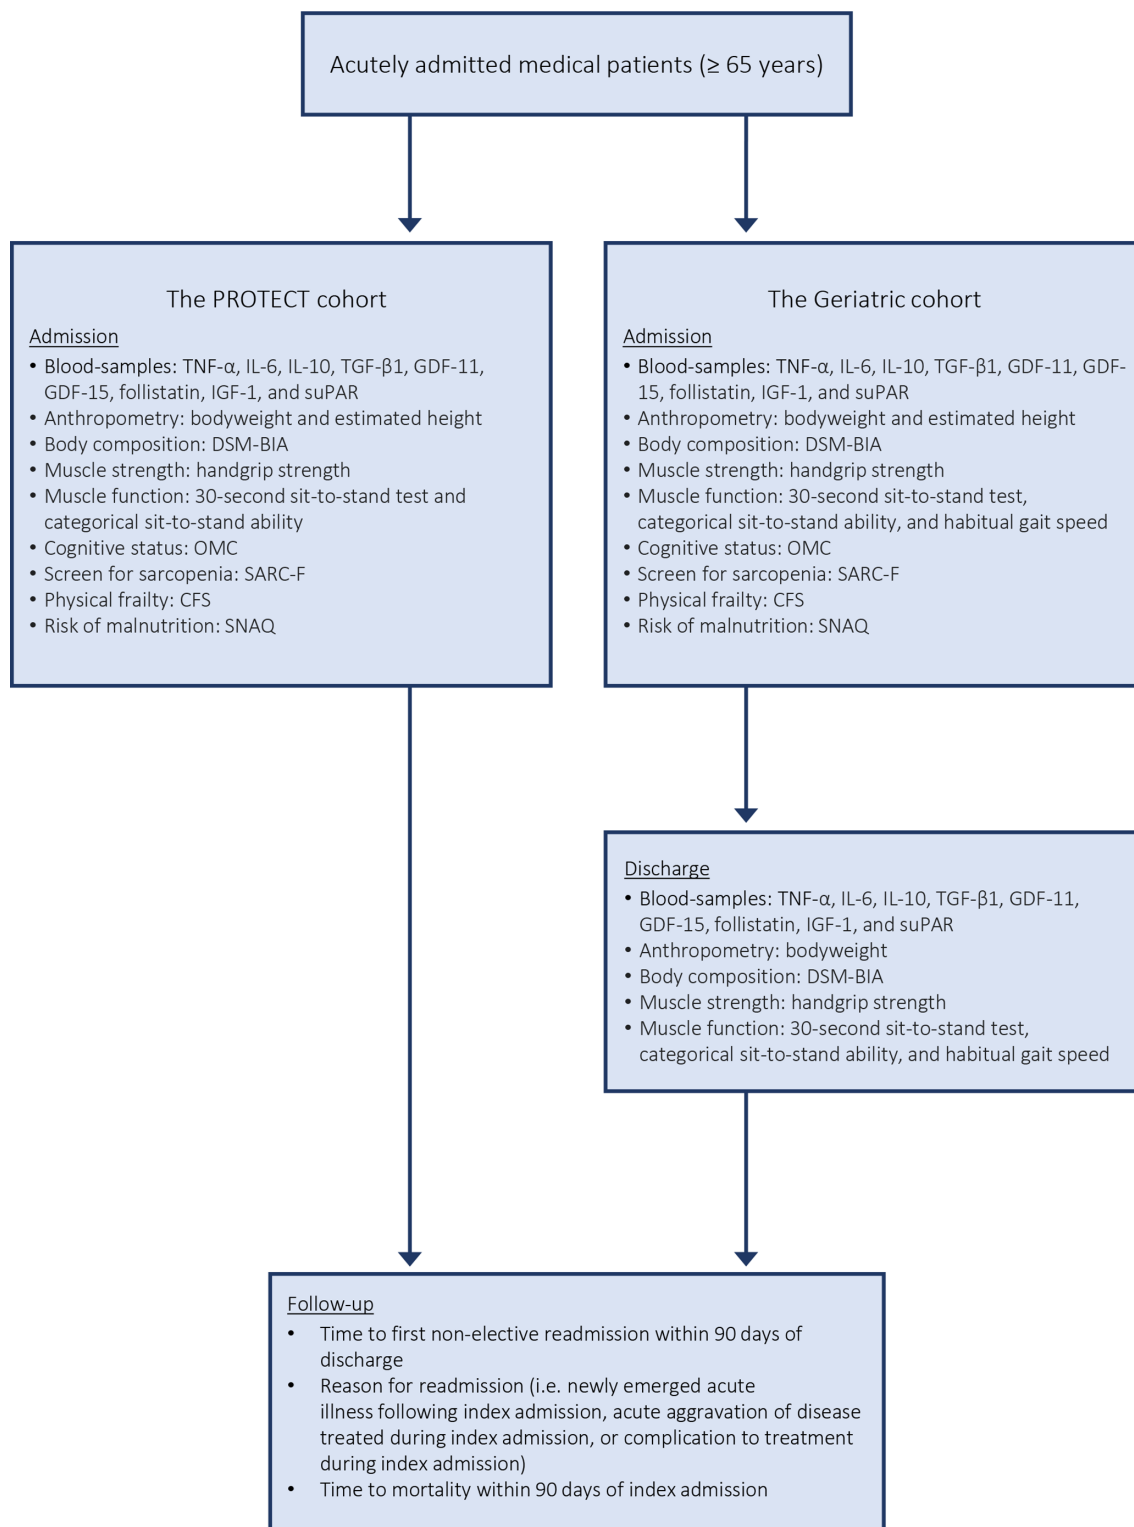 Acutely admitted medical patients (≥ 65 years)
The PROTECT cohort
Admission
• Blood-samples: TNF-α, IL-6, IL-10, TGF-β1, GDF-11,
GDF-15, follistatin, IGF-1, and suPAR
• Anthropometry: bodyweight and estimated height
• Body composition: DSM-BIA
• Muscle strength: handgrip strength
• Muscle function: 30-second sit-to-stand test and
categorical sit-to-stand ability
• Cognitive status: OMC
• Screen for sarcopenia: SARC-F
• Physical frailty: CFS
• Risk of malnutrition: SNAQ
The Geriatric cohort
Admission
• Blood-samples: TNF-α, IL-6, IL-10, TGF-β1, GDF-11, GDF-
15, follistatin, IGF-1, and suPAR
• Anthropometry: bodyweight and estimated height
• Body composition: DSM-BIA
• Muscle strength: handgrip strength
• Muscle function: 30-second sit-to-stand test,
categorical sit-to-stand ability, and habitual gait speed
• Cognitive status: OMC
• Screen for sarcopenia: SARC-F
• Physical frailty: CFS
• Risk of malnutrition: SNAQ
Discharge
• Blood-samples: TNF-α, IL-6, IL-10, TGF-β1, GDF-11,
GDF-15, follistatin, IGF-1, and suPAR
• Anthropometry: bodyweight
• Body composition: DSM-BIA
• Muscle strength: handgrip strength
• Muscle function: 30-second sit-to-stand test,
categorical sit-to-stand ability, and habitual gait speed
Follow-up
• Time to first non-elective readmission within 90 days of
discharge
• Reason for readmission (i.e. newly emerged acute
illness following index admission, acute aggravation of disease
treated during index admission, or complication to treatment
during index admission)
• Time to mortality within 90 days of index admission